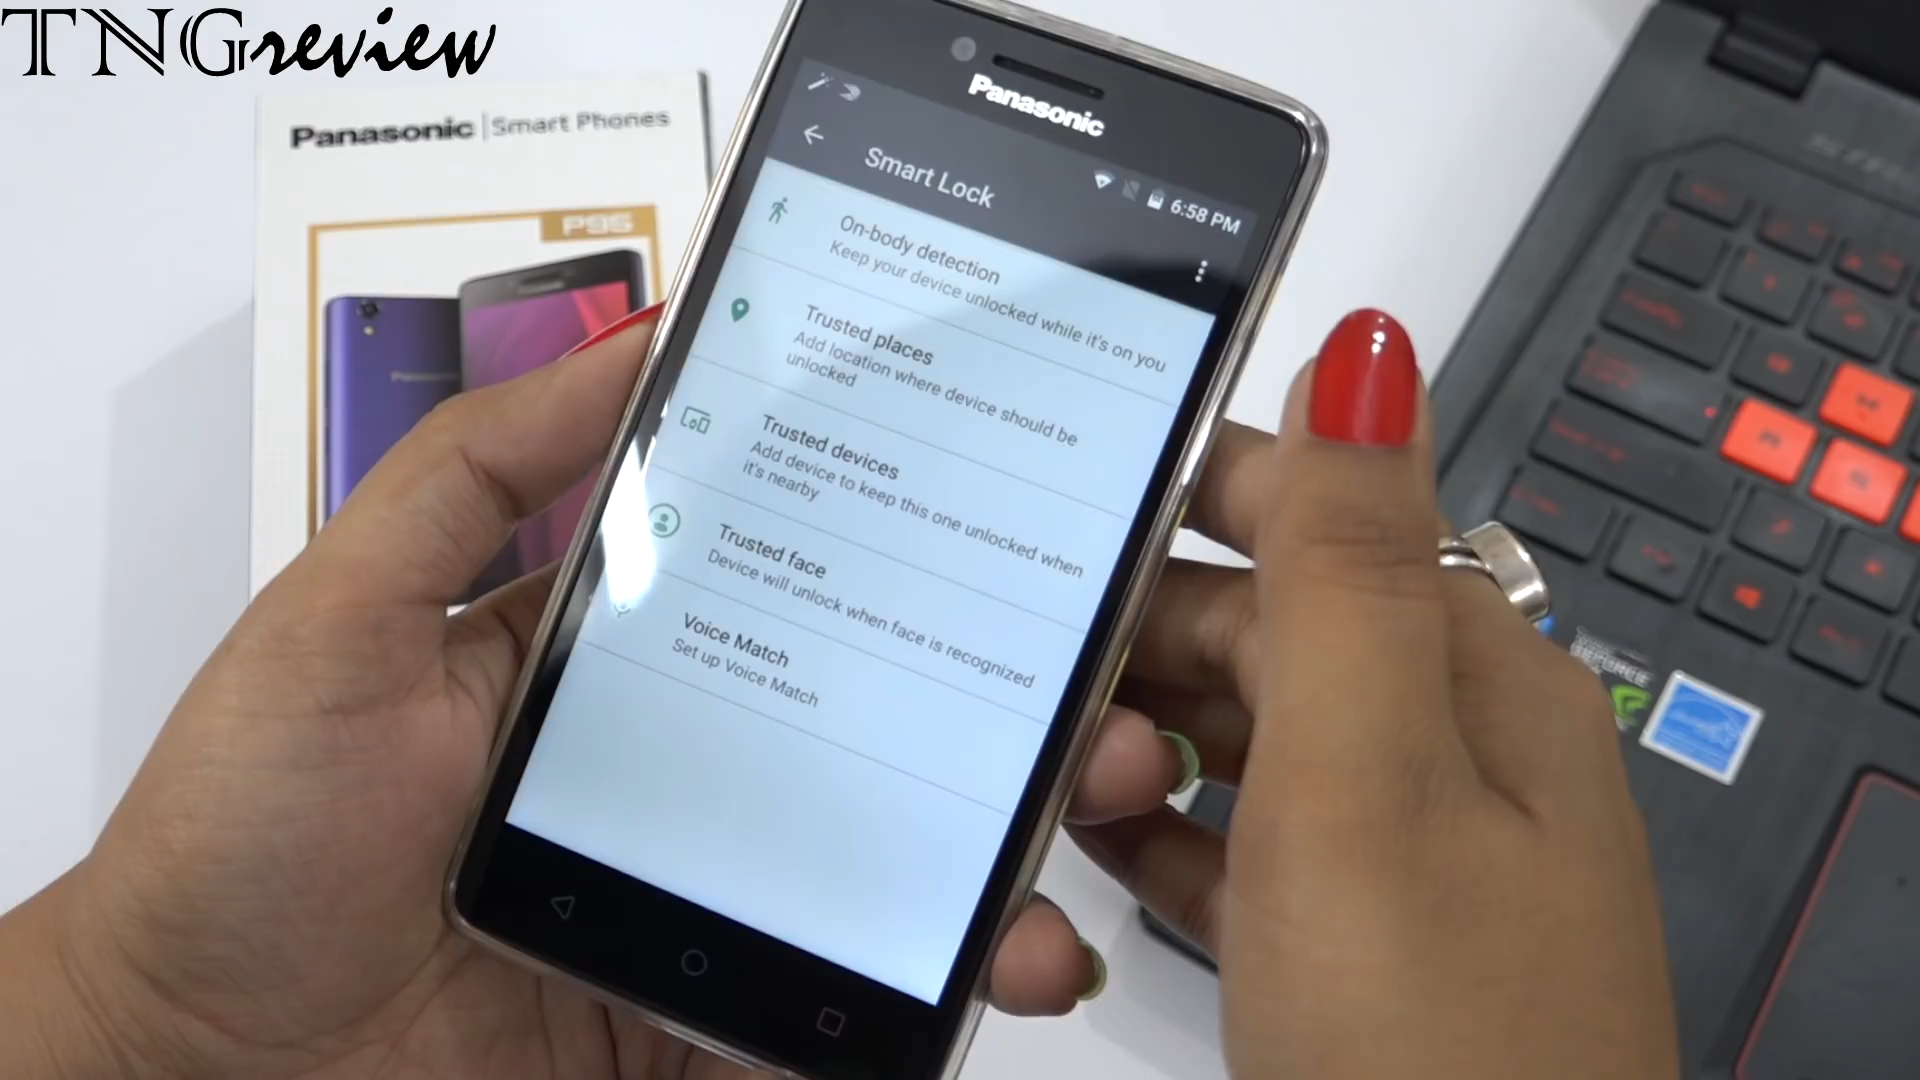 TNGreview
Panasonic | Smart Phones
P95
Panasonic
6:58 PM
Smart Lock
On-body detection
Keep your device unlocked while it's on you
Trusted places
Add location where device should be
unlocked
Trusted devices
Add device to keep this one unlocked when
it's nearby
Trusted face
Device will unlock when face is recognized
Voice Match
Set up Voice Match
GEFORCE